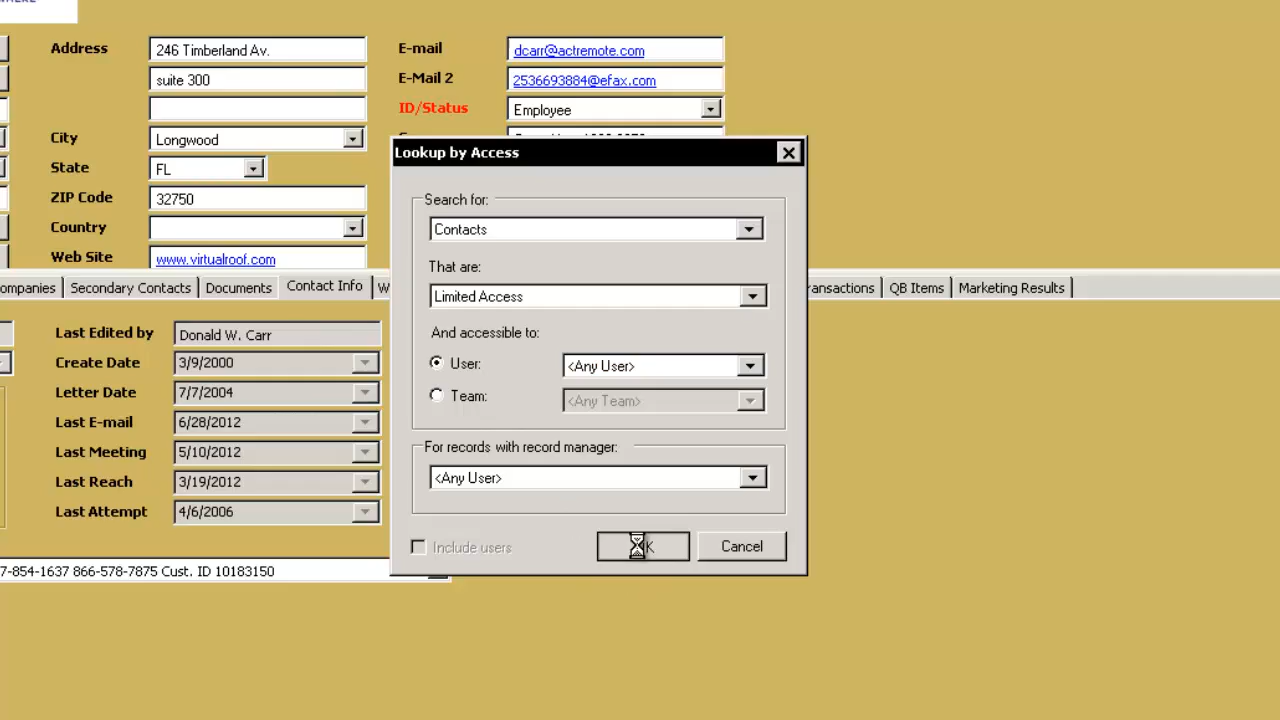 Address
246 Timberland Av.
suite 300
City
Longwood
State
FL
ZIP Code
32750
Country
Web Site
www.virtualroof.com
E-mail
dcarr@actremote.com
E-Mail 2
2536693884@efax.com
ID/Status
Employee
Lookup by Access
Search for:
Contacts
That are:
Limited Access
And accessible to:
User:
<Any User>
Team:
<Any Team>
For records with record manager:
<Any User>
Include users
Cancel
Secondary Contacts
Documents
Contact Info
QB Items
Marketing Results
Last Edited by
Donald W. Carr
Create Date
3/9/2000
Letter Date
7/7/2004
Last E-mail
6/28/2012
Last Meeting
5/10/2012
Last Reach
3/19/2012
Last Attempt
4/6/2006
7-854-1637 866-578-7875 Cust. ID 10183150